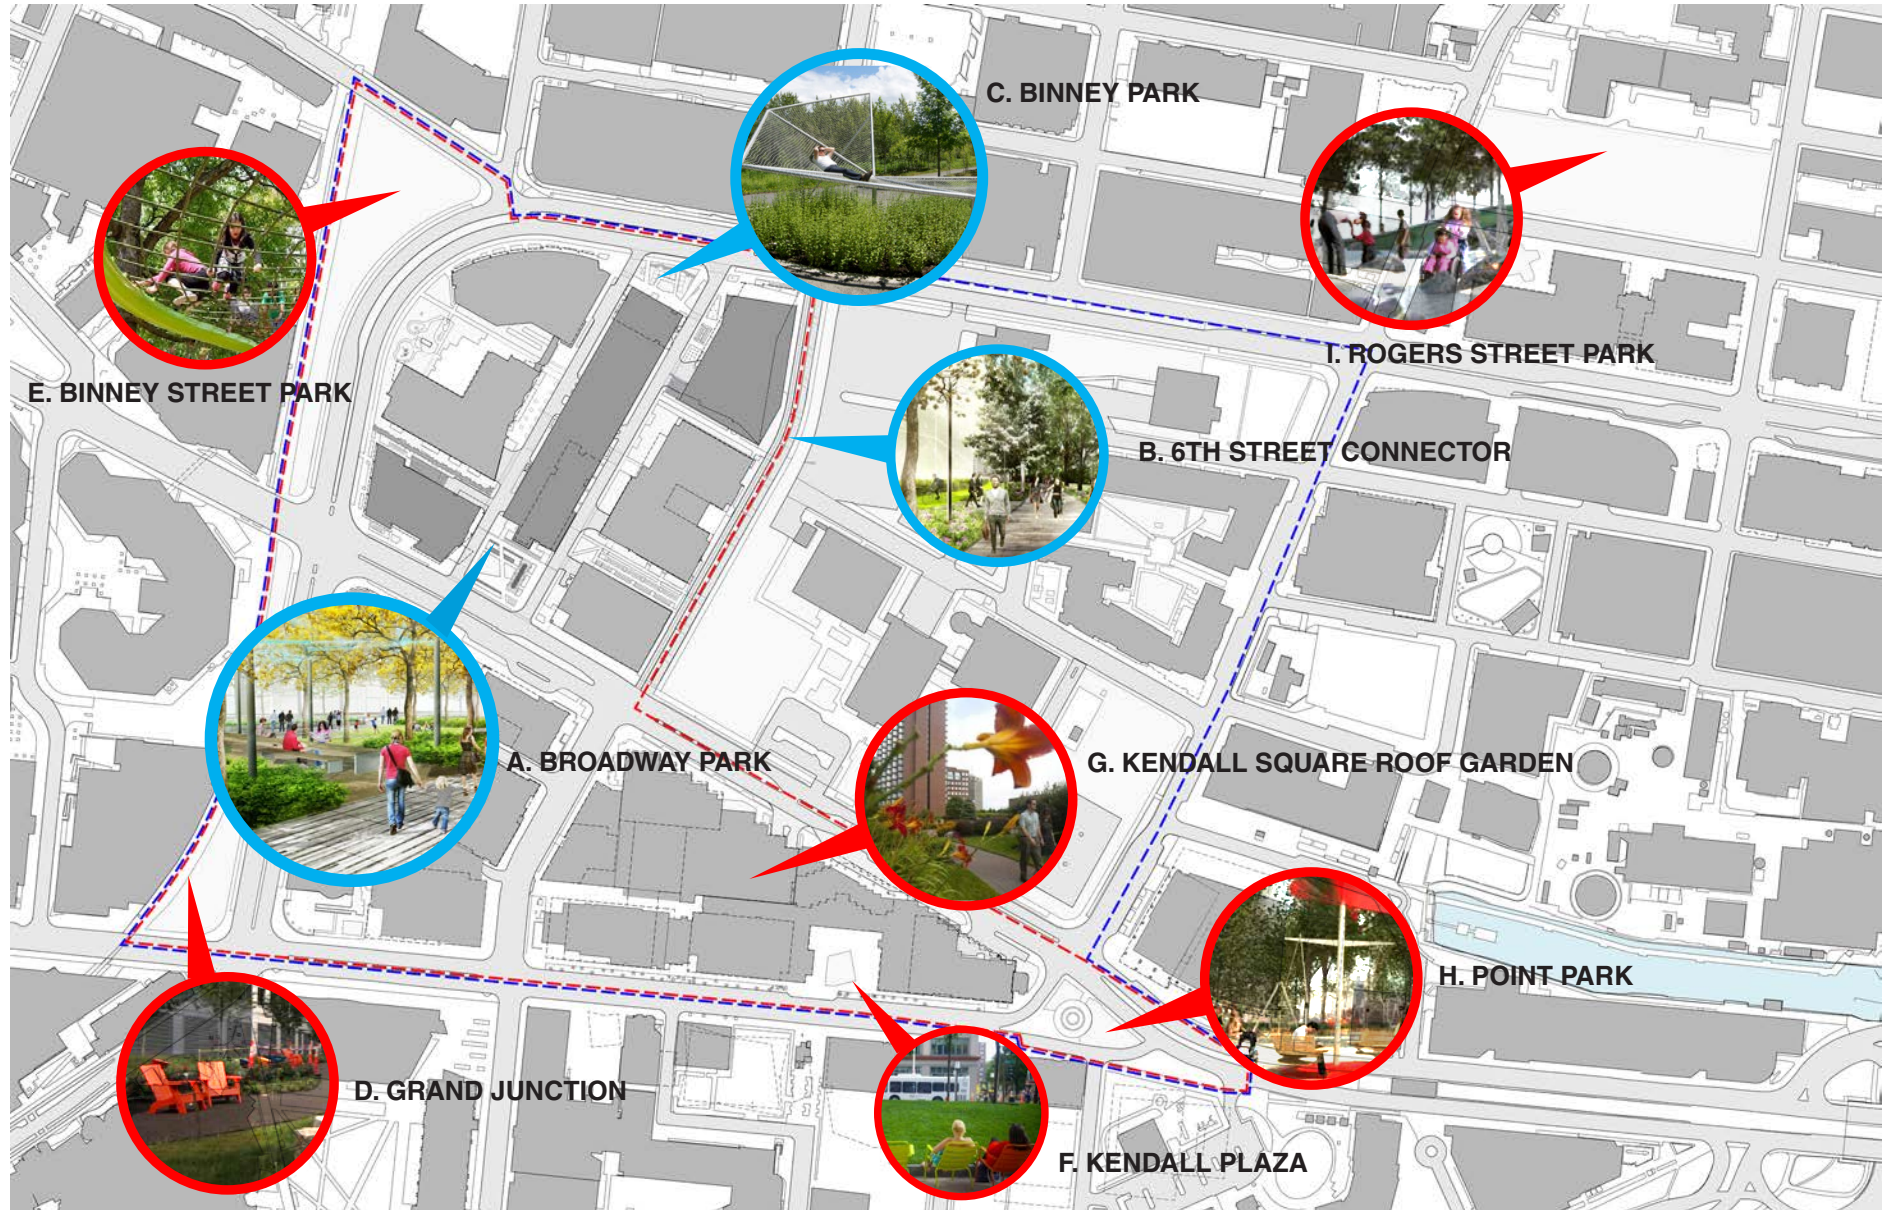 C. BINNEY PARK
I. ROGERS STREET PARK
E. BINNEY STREET PARK
B. 6TH STREET CONNECTOR
A. BROADWAY PARK
G. KENDALL SQUARE ROOF GARDEN
H. POINT PARK
D. GRAND JUNCTION
F. KENDALL PLAZA